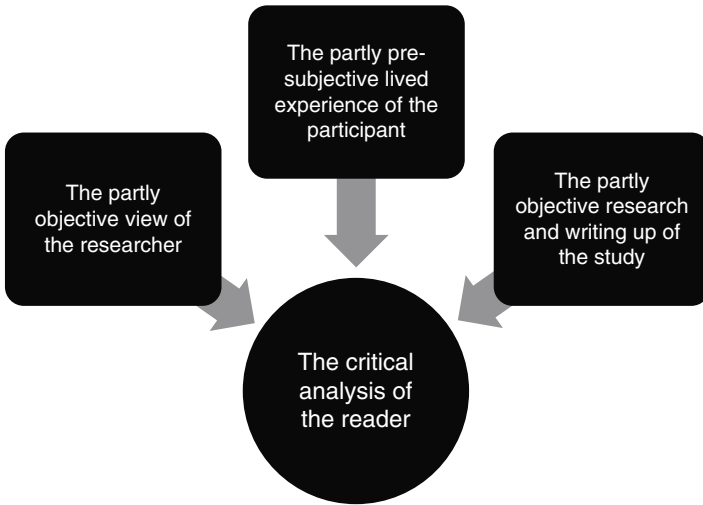 The partly pre-
subjective lived
experience of the
participant
The partly
objective view of
the researcher
The partly
objective research
and writing up of
the study
The critical
analysis of
the reader